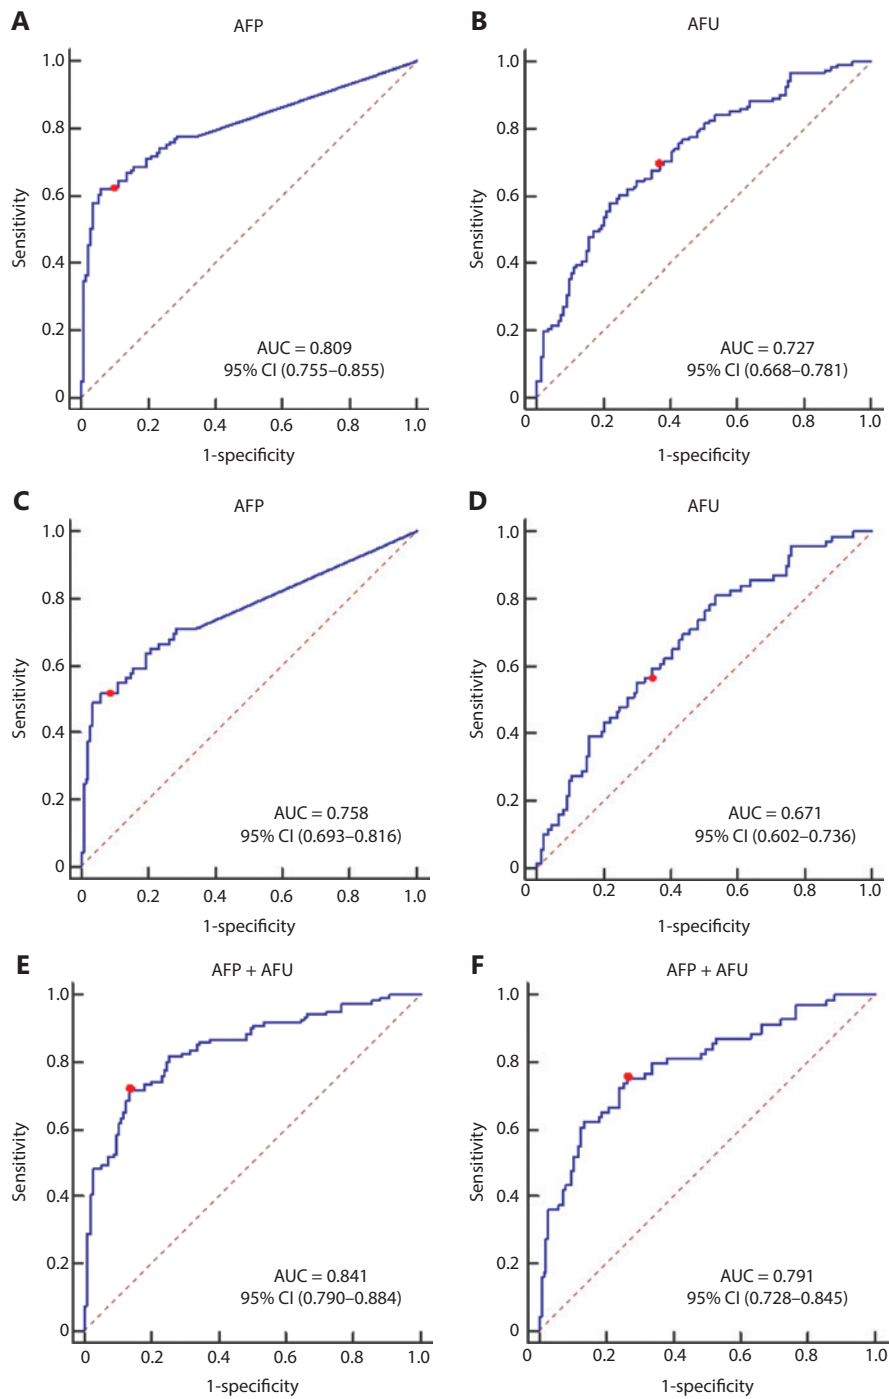 A
AFP
1.0
0.8
0.6
0.4
0.2
0
Sensitivity
AUC = 0.809
95% CI (0.755–0.855)
0 0.2 0.4 0.6 0.8 1.0
1-specificity
B
AFU
1.0
0.8
0.6
0.4
0.2
0
Sensitivity
AUC = 0.727
95% CI (0.668–0.781)
0 0.2 0.4 0.6 0.8 1.0
1-specificity
C
AFP
1.0
0.8
0.6
0.4
0.2
0
Sensitivity
AUC = 0.758
95% CI (0.693–0.816)
0 0.2 0.4 0.6 0.8 1.0
1-specificity
D
AFU
1.0
0.8
0.6
0.4
0.2
0
Sensitivity
AUC = 0.671
95% CI (0.602–0.736)
0 0.2 0.4 0.6 0.8 1.0
1-specificity
E
AFP + AFU
1.0
0.8
0.6
0.4
0.2
0
Sensitivity
AUC = 0.841
95% CI (0.790–0.884)
0 0.2 0.4 0.6 0.8 1.0
1-specificity
F
AFP + AFU
1.0
0.8
0.6
0.4
0.2
0
Sensitivity
AUC = 0.791
95% CI (0.728–0.845)
0 0.2 0.4 0.6 0.8 1.0
1-specificity